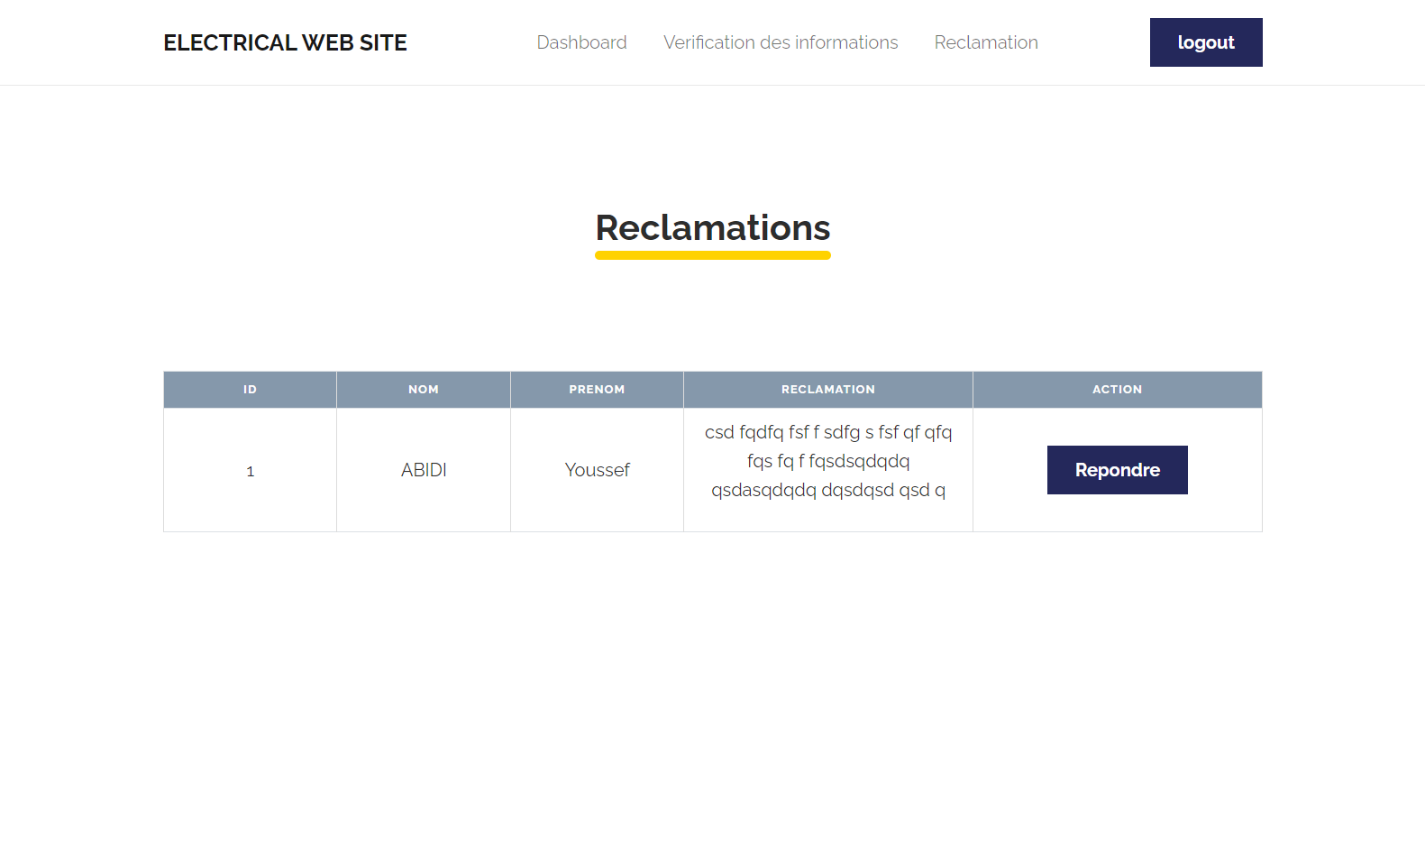 ELECTRICAL WEB SITE
Dashboard
Verification des informations
Reclamation
logout
Reclamations
ID
NOM
PRENOM
RECLAMATION
ACTION
1
ABIDI
Youssef
csd fqdfq fsf f sdfg s fsf qf qfq
fqs fq f f fqsdsqdqdq
qsdasqdqdq dqsdqsd qsd q
Repondre